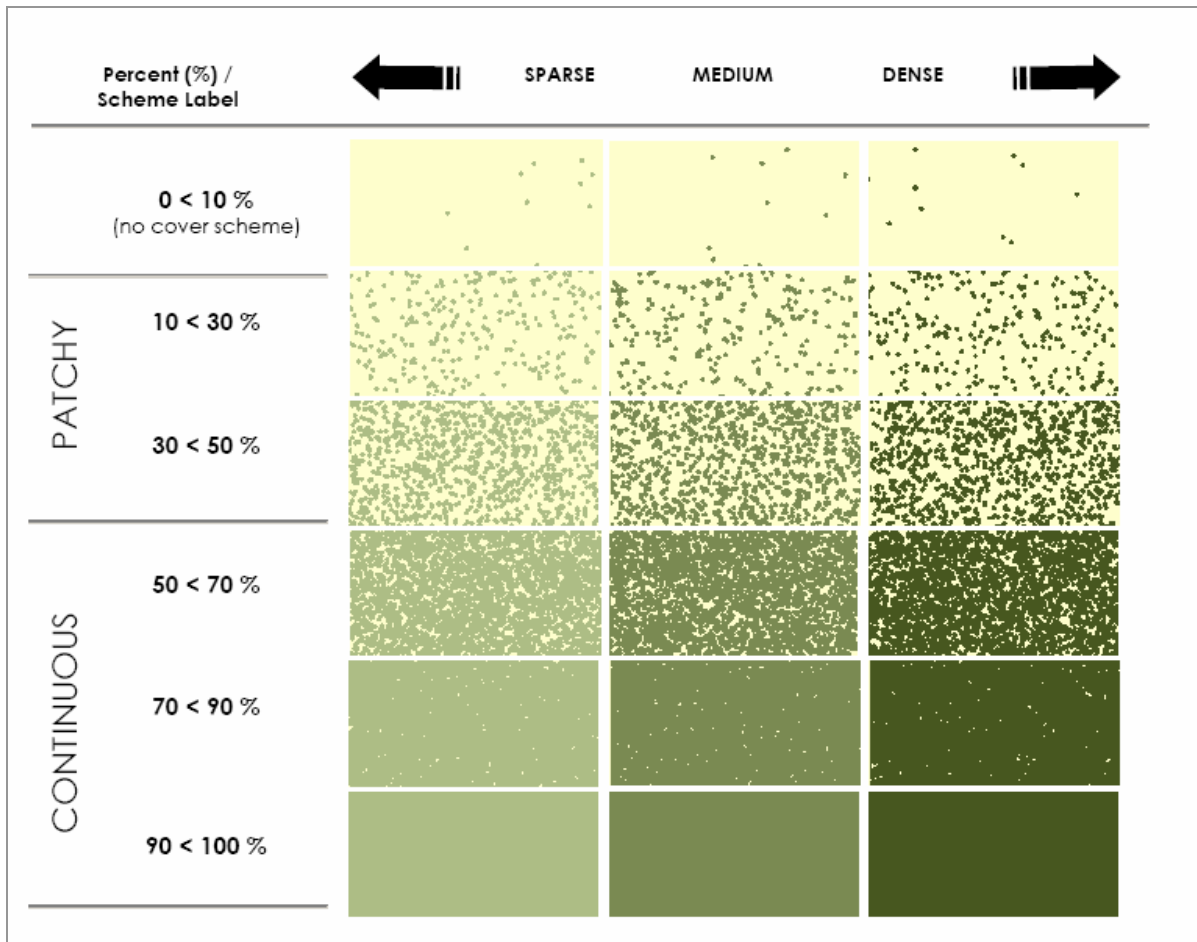 Percent (%) /
Scheme Label
SPARSE
MEDIUM
DENSE
0 < 10 %
(no cover scheme)
PATCHY
10 < 30 %
30 < 50 %
CONTINUOUS
50 < 70 %
70 < 90 %
90 < 100 %